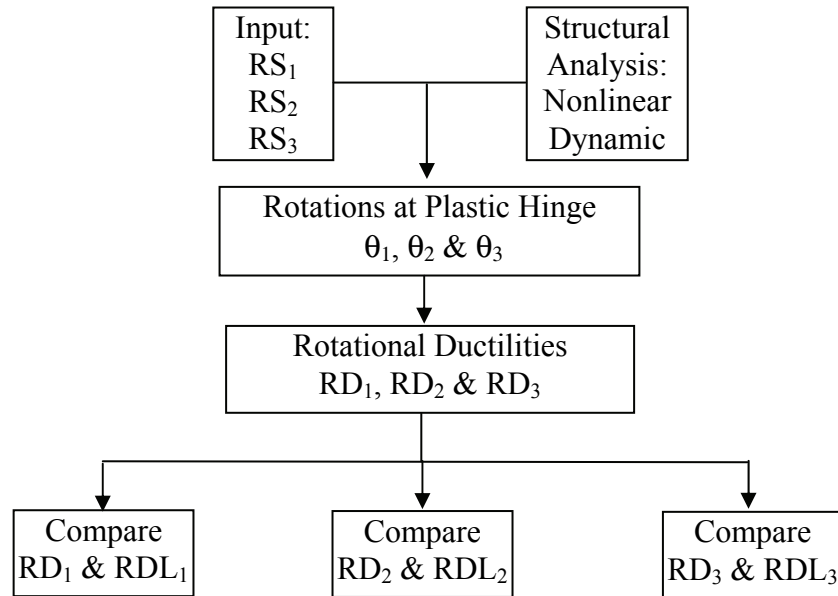 Input:
RS₁
RS₂
RS₃
Structural
Analysis:
Nonlinear
Dynamic
Rotations at Plastic Hinge
θ₁, θ₂ & θ₃
Rotational Ductilities
RD₁, RD₂ & RD₃
Compare
RD₁ & RDL₁
Compare
RD₂ & RDL₂
Compare
RD₃ & RDL₃